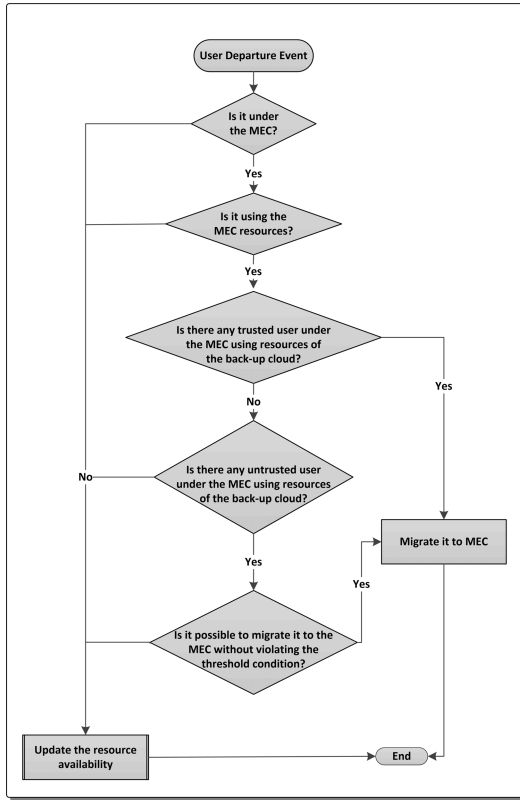 User Departure Event
Is it under
the MEC?
Yes
Is it using the
MEC resources?
Yes
Is there any trusted user under
the MEC using resources of
the back-up cloud?
Yes
No
Is there any untrusted user
under the MEC using resources
of the back-up cloud?
No
Migrate it to MEC
Yes
Yes
Is it possible to migrate it to the
MEC without violating the
threshold condition?
Update the resource
availability
End